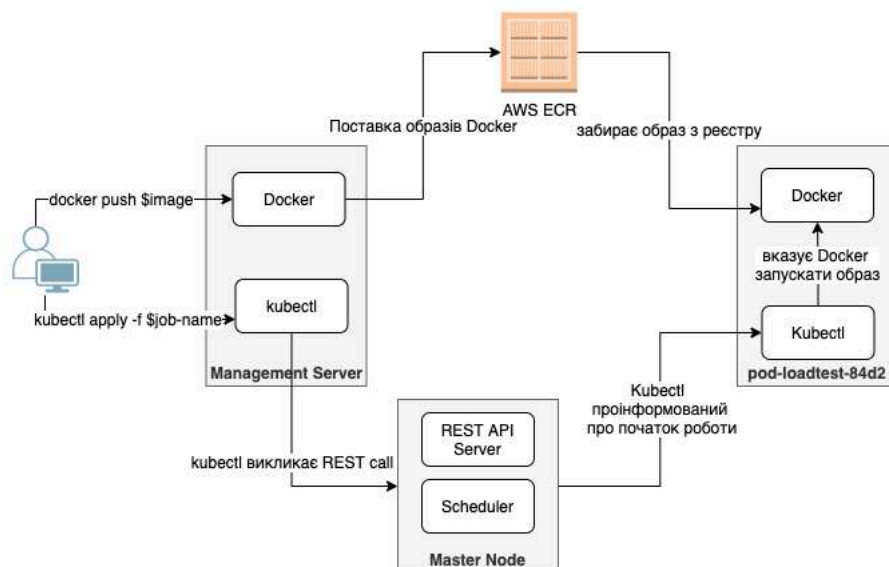 AWS ECR
Поставка образів Docker
забирає образ з реєстру
docker push $image
Docker
Docker
вказує Docker
запускати образ
kubectl apply -f $job-name
kubectl
Kubectl
Management Server
pod-loadtest-84d2
Kubectl
проінформований
про початок роботи
REST API
Server
kubectl викликає REST call
Scheduler
Master Node